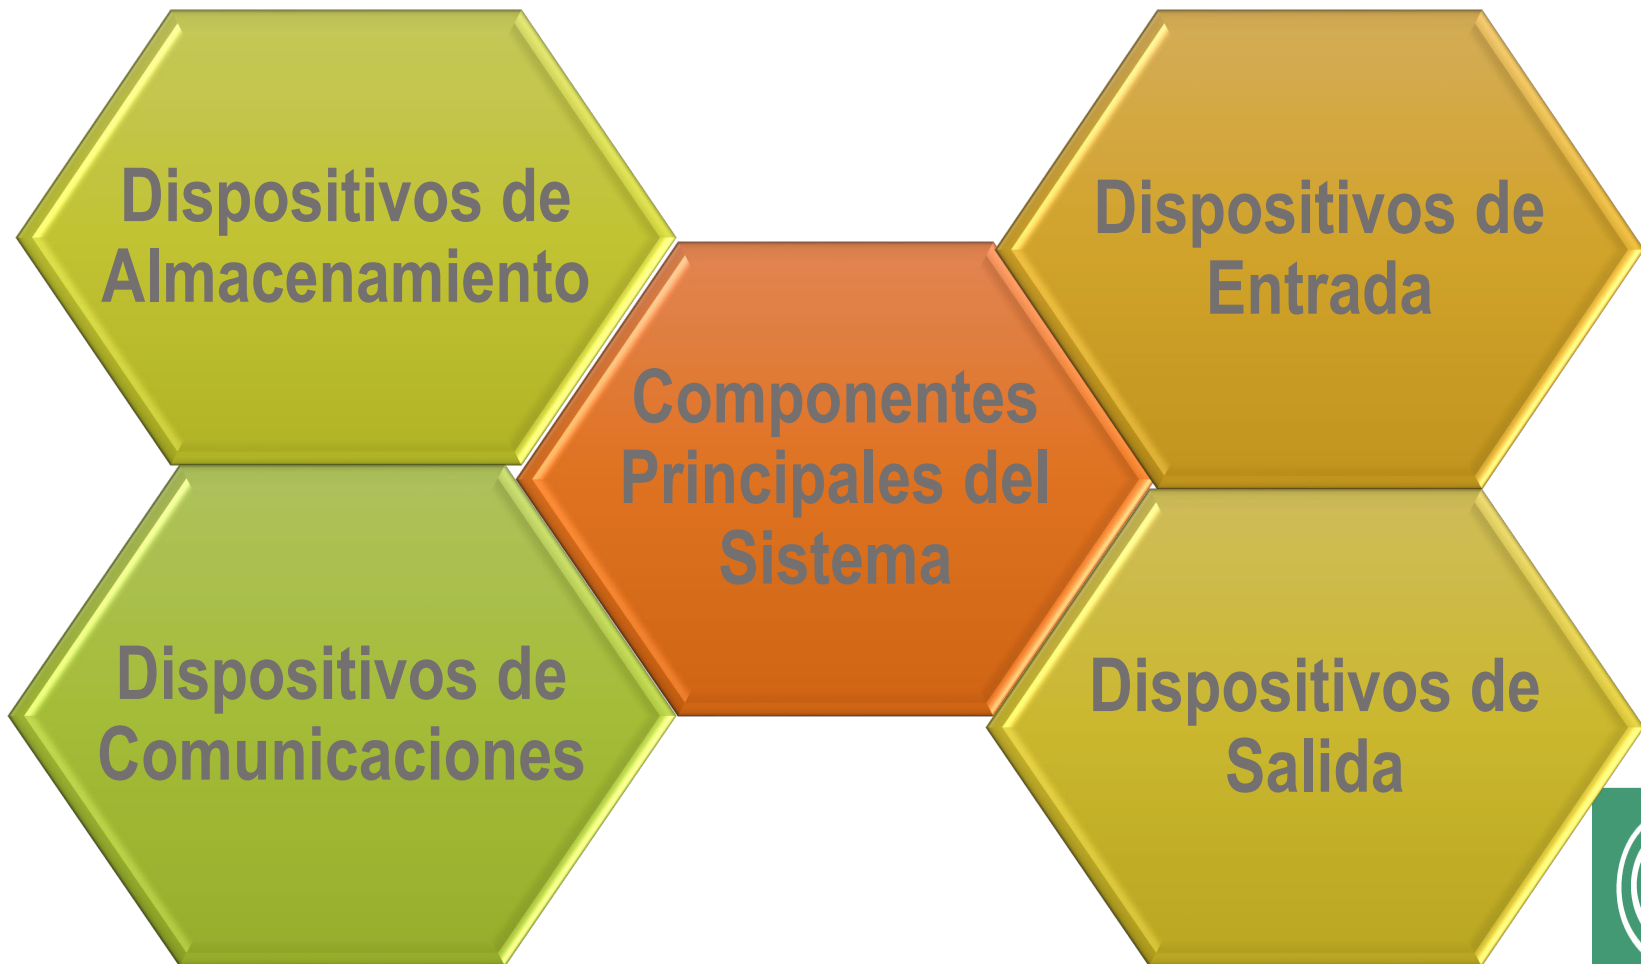 Dispositivos de
Almacenamiento
Dispositivos de
Entrada
Componentes
Principales del
Sistema
Dispositivos de
Comunicaciones
Dispositivos de
Salida